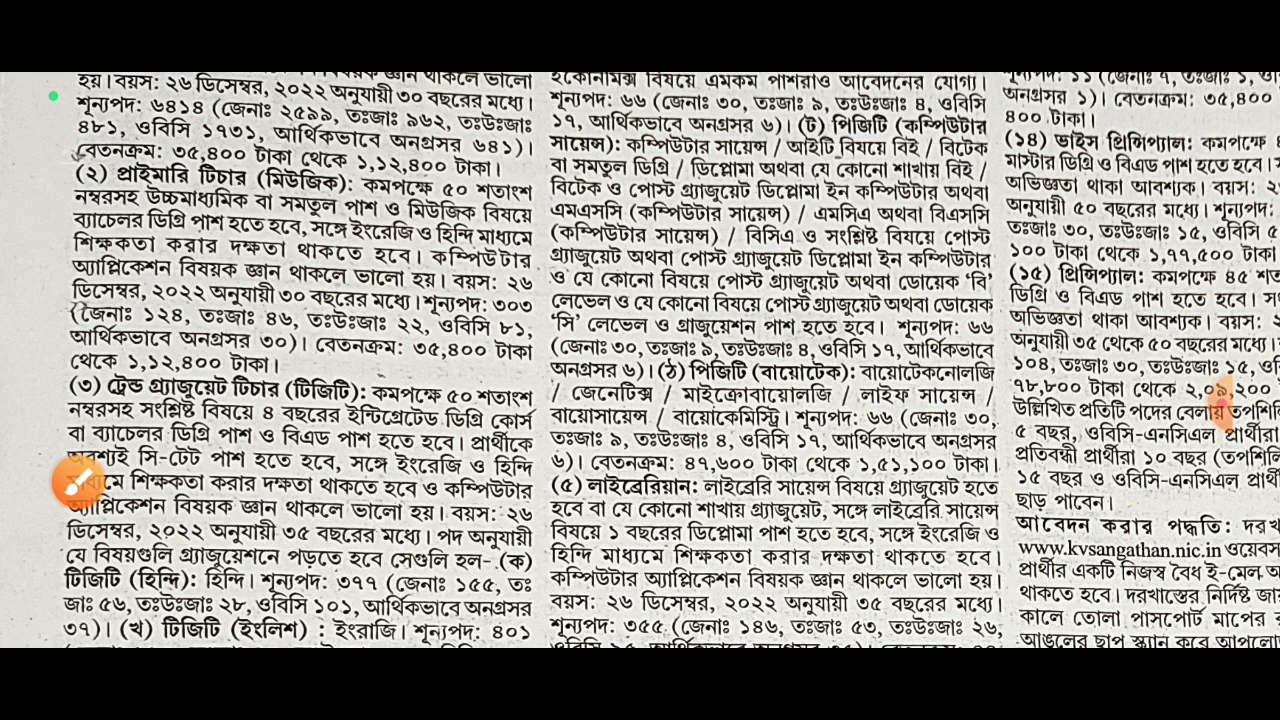 বিষয়ক জ্ঞান থাকলে ভালো
হয়। বয়স: ২৬ ডিসেম্বর, ২০২২ অনুযায়ী ৩০ বছরের মধ্যে।
শূন্যপদ: ৬৪১৪ (জেনাঃ ২৫৯৯, তঃজাঃ ৯৬২, তঃউঃজাঃ
৪৮১, ওবিসি ১৭৩১, আর্থিকভাবে অনগ্রসর ৬৪১)।
বেতনক্রম: ৩৫,৪০০ টাকা থেকে ১,১২,৪০০ টাকা।
(২) প্রাইমারি টিচার (মিউজিক): কমপক্ষে ৫০ শতাংশ
নম্বরসহ উচ্চমাধ্যমিক বা সমতুল পাশ ও মিউজিক বিষয়ে
ব্যাচেলর ডিগ্রি পাশ হতে হবে, সঙ্গে ইংরেজি ও হিন্দি মাধ্যমে
শিক্ষকতা করার দক্ষতা থাকতে হবে। কম্পিউটার
অ্যাপ্লিকেশন বিষয়ক জ্ঞান থাকলে ভালো হয়। বয়স: ২৬
ডিসেম্বর, ২০২২ অনুযায়ী ৩০ বছরের মধ্যে। শূন্যপদ: ৩০৩
(জেনাঃ ১২৪, তঃজাঃ ৪৬, তঃউঃজাঃ ২২, ওবিসি ৮১,
আর্থিকভাবে অনগ্রসর ৩০)। বেতনক্রম: ৩৫,৪০০ টাকা
থেকে ১,১২,৪০০ টাকা।
(৩) ট্রেন্ড গ্র্যাজুয়েট টিচার (টিজিটি): কমপক্ষে ৫০ শতাংশ
নম্বরসহ সংশ্লিষ্ট বিষয়ে ৪ বছরের ইন্টিগ্রেটেড ডিগ্রি কোর্স
বা ব্যাচেলর ডিগ্রি পাশ ও বিএড পাশ হতে হবে। প্রার্থীকে
অবশ্যই সি-টেট পাশ হতে হবে, সঙ্গে ইংরেজি ও হিন্দি
মাধ্যমে শিক্ষকতা করার দক্ষতা থাকতে হবে ও কম্পিউটার
অ্যাপ্লিকেশন বিষয়ক জ্ঞান থাকলে ভালো হয়। বয়স: ২৬
ডিসেম্বর, ২০২২ অনুযায়ী ৩৫ বছরের মধ্যে। পদ অনুযায়ী
যে বিষয়গুলি গ্র্যাজুয়েশনে পড়তে হবে সেগুলি হল- (ক)
টিজিটি (হিন্দি): হিন্দি। শূন্যপদ: ৩৭৭ (জেনাঃ ১৫৫, তঃ
জাঃ ৫৬, তঃউঃজাঃ ২৮, ওবিসি ১০১, আর্থিকভাবে অনগ্রসর
৩৭)। (খ) টিজিটি (ইংলিশ) : ইংরাজি। শূন্যপদ: ৪০১
ইকোনমিক্স বিষয়ে এমকম পাশরাও আবেদনের যোগ্য।
শূন্যপদ: ৬৬ (জেনাঃ ৩০, তঃজাঃ ৯, তঃউঃজাঃ ৪, ওবিসি
১৭, আর্থিকভাবে অনগ্রসর ৬)। (ট) পিজিটি (কম্পিউটার
সায়েন্স): কম্পিউটার সায়েন্স / আইটি বিষয়ে বিই / বিটেক
বা সমতুল ডিগ্রি / ডিপ্লোমা অথবা যে কোনো শাখায় বিই /
বিটেক ও পোস্ট গ্র্যাজুয়েট ডিপ্লোমা ইন কম্পিউটার অথবা
এমএসসি (কম্পিউটার সায়েন্স) / এমসিএ অথবা বিএসসি
(কম্পিউটার সায়েন্স) / বিসিএ ও সংশ্লিষ্ট বিষয়ে পোস্ট
গ্র্যাজুয়েট অথবা পোস্ট গ্র্যাজুয়েট ডিপ্লোমা ইন কম্পিউটার
ও যে কোনো বিষয়ে পোস্ট গ্র্যাজুয়েট অথবা ডোয়েক 'বি'
লেভেল ও যে কোনো বিষয়ে পোস্ট গ্র্যাজুয়েট অথবা ডোয়েক
'সি' লেভেল ও গ্রাজুয়েশন পাশ হতে হবে। শূন্যপদ: ৬৬
(জেনাঃ ৩০, তঃজাঃ ৯, তঃউঃজাঃ ৪, ওবিসি ১৭, আর্থিকভাবে
অনগ্রসর ৬)। (ঠ) পিজিটি (বায়োটেক): বায়োটেকনোলজি
/ জেনেটিক্স / মাইক্রোবায়োলজি / লাইফ সায়েন্স /
বায়োসায়েন্স / বায়োকেমিস্ট্রি। শূন্যপদ: ৬৬ (জেনাঃ ৩০,
তঃজাঃ ৯, তঃউঃজাঃ ৪, ওবিসি ১৭, আর্থিকভাবে অনগ্রসর
৬)। বেতনক্রম: ৪৭,৬০০ টাকা থেকে ১,৫১,১০০ টাকা।
(৫) লাইব্রেরিয়ান: লাইব্রেরি সায়েন্স বিষয়ে গ্র্যাজুয়েট হতে
হবে বা যে কোনো শাখায় গ্র্যাজুয়েট, সঙ্গে লাইব্রেরি সায়েন্স
বিষয়ে ১ বছরের ডিপ্লোমা পাশ হতে হবে, সঙ্গে ইংরেজি ও
হিন্দি মাধ্যমে শিক্ষকতা করার দক্ষতা থাকতে হবে।
কম্পিউটার অ্যাপ্লিকেশন বিষয়ক জ্ঞান থাকলে ভালো হয়।
বয়স: ২৬ ডিসেম্বর, ২০২২ অনুযায়ী ৩৫ বছরের মধ্যে।
শূন্যপদ: ৩৫৫ (জেনাঃ ১৪৬, তঃজাঃ ৫৩, তঃউঃজাঃ ২৬,
শূন্যপদ: ১১ (জেনাঃ ৭, তঃজাঃ ১,
অনগ্রসর ১)। বেতনক্রম: ৩৫,৪০০
৪০০ টাকা।
(১৪) ভাইস প্রিন্সিপ্যাল: কমপক্ষে
মাস্টার ডিগ্রি ও বিএড পাশ হতে হবে।
অভিজ্ঞতা থাকা আবশ্যক। বয়স:
অনুযায়ী ৫০ বছরের মধ্যে। শূন্যপদ:
তঃজাঃ ৩০, তঃউঃজাঃ ১৫, ওবিসি ৫
১০০ টাকা থেকে ১,৭৭,৫০০ টাকা
(১৫) প্রিন্সিপ্যাল: কমপক্ষে ৪৫
ডিগ্রি ও বিএড পাশ হতে হবে।
অভিজ্ঞতা থাকা আবশ্যক। বয়স:
অনুযায়ী ৩৫ থেকে ৫০ বছরের মধ্যে।
১০৪, তঃজাঃ ৩০, তঃউঃজাঃ ১৫,
৭৮,৮০০ টাকা থেকে ২,০৯,২০০
উল্লিখিত প্রতিটি পদের বেলায়
৫ বছর, ওবিসি-এনসিএল প্রার্থীরা
প্রতিবন্ধী প্রার্থীরা ১০ বছর
১৫ বছর ও ওবিসি-এনসিএল
ছাড় পাবেন।
আবেদন করার পদ্ধতি:
www.kvsangathan.nic.in
প্রার্থীর একটি নিজস্ব বৈধ ই-মেল
থাকতে হবে। দরখাস্তের নির্দিষ্ট
কালে তোলা পাসপোর্ট মাপের
আঙুলের ছাপ স্ক্যান করে